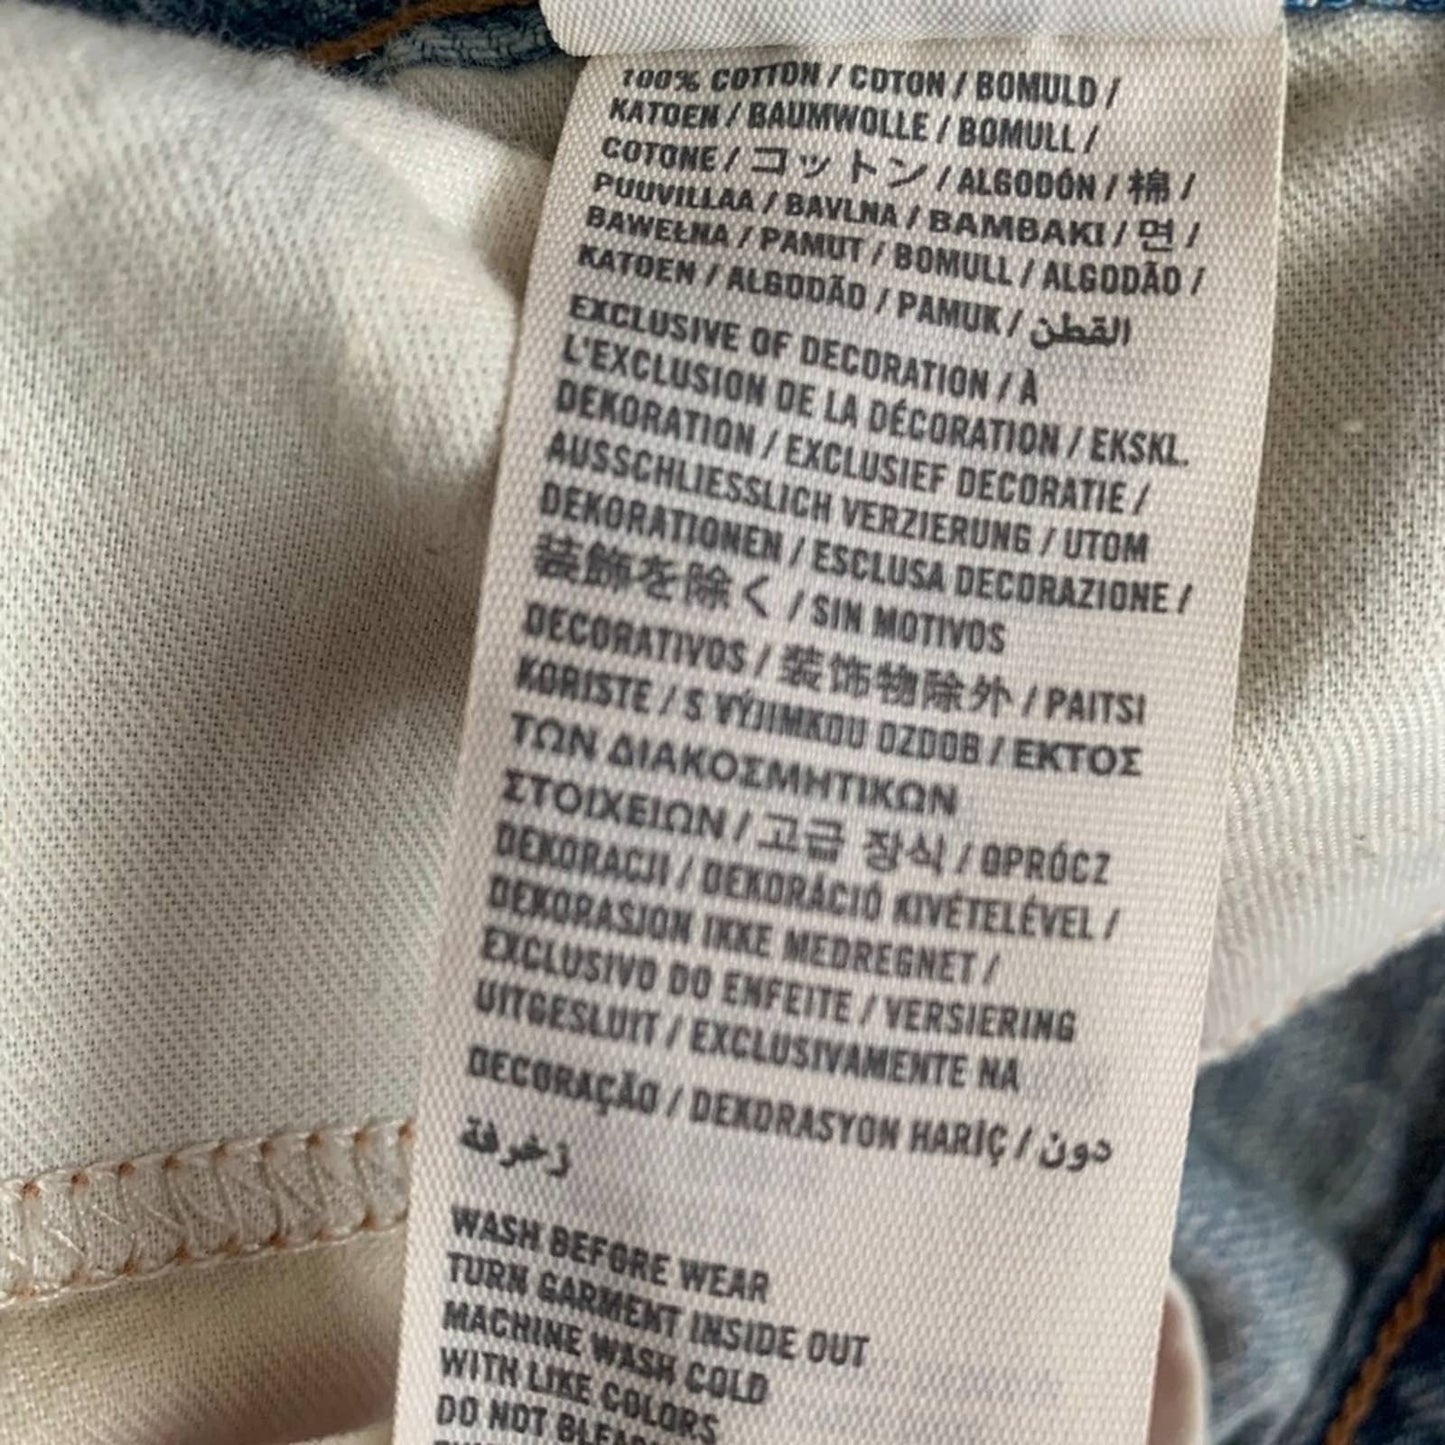 100% COTTON / COTON / BOMULD /
KATOEN / BAUMWOLLE / BOMULL /
COTONE / コットン / ALGODÓN / 棉 /
PUUVILLAA / BAVLNA / BAMBAKI / 면 /
BAWEŁNA / PAMUT / BOMULL / ALGODÃO /
KATOEN / ALGODÃO / PAMUK / القطن
EXCLUSIVE OF DECORATION / À
L'EXCLUSION DE LA DÉCORATION / EKSKL.
DEKORATION / EXCLUSIEF DECORATIE /
AUSSCHLIESSLICH VERZIERUNG / UTOM
DEKORATIONEN / ESCLUSA DECORAZIONE /
装飾を除く / SIN MOTIVOS
DECORATIVOS / 装饰物除外 / PAITSI
KORISTE / S VÝJIMKOU OZDOB / ΕΚΤΟΣ
ΤΩΝ ΔΙΑΚΟΣΜΗΤΙΚΩΝ
ΣΤΟΙΧΕΙΩΝ / 고급 장식 / OPRÓCZ
DEKORACJI / DEKORÁCIÓ KIVÉTELÉVEL /
DEKORASJON IKKE MEDREGNET /
EXCLUSIVO DO ENFEITE / VERSIERING
UITGESLUIT / EXCLUSIVAMENTE NA
DECORAÇÃO / DEKORASYON HARİÇ / دون
زخرفة
WASH BEFORE WEAR
TURN GARMENT INSIDE OUT
MACHINE WASH COLD
WITH LIKE COLORS
DO NOT